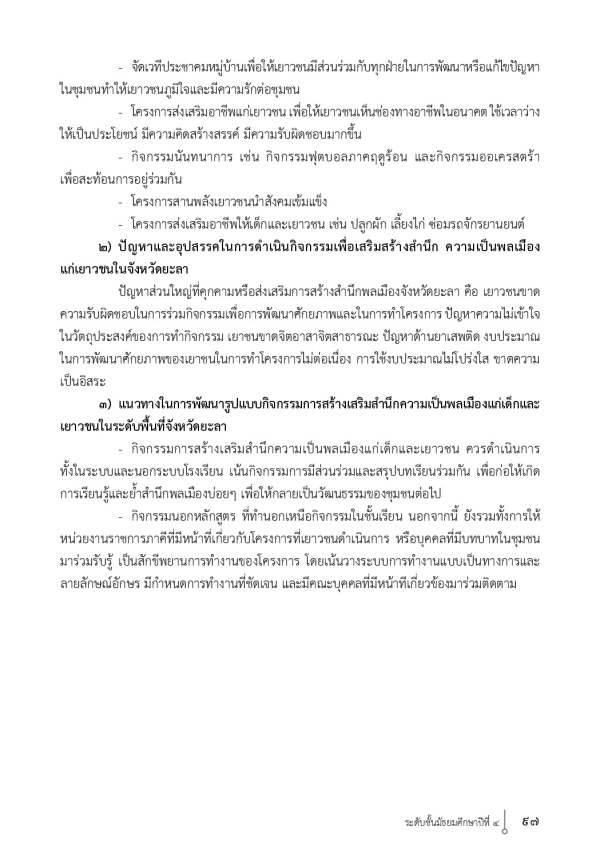 - จัดเวทีประชาคมหมู่บ้านเพื่อให้เยาวชนมีส่วนร่วมกับทุกฝ่ายในการพัฒนาหรือแก้ไขปัญหา
ในชุมชนทำให้เยาวชนภูมิใจและมีความรักต่อชุมชน
- โครงการส่งเสริมอาชีพแก่เยาวชน เพื่อให้เยาวชนเห็นช่องทางอาชีพในอนาคต ใช้เวลาว่าง
ให้เป็นประโยชน์ มีความคิดสร้างสรรค์ มีความรับผิดชอบมากขึ้น
- กิจกรรมนันทนาการ เช่น กิจกรรมฟุตบอลภาคฤดูร้อน และกิจกรรมออเครสตร้า
เพื่อสะท้อนการอยู่ร่วมกัน
- โครงการสานพลังเยาวชนนำสังคมเข้มแข็ง
- โครงการส่งเสริมอาชีพให้เด็กและเยาวชน เช่น ปลูกผัก เลี้ยงไก่ ซ่อมรถจักรยานยนต์
๒) ปัญหาและอุปสรรคในการดำเนินกิจกรรมเพื่อเสริมสร้างสำนึก ความเป็นพลเมือง
แก่เยาวชนในจังหวัดยะลา
ปัญหาส่วนใหญ่ที่คุกคามหรือส่งเสริมการสร้างสำนึกพลเมืองจังหวัดยะลา คือ เยาวชนขาด
ความรับผิดชอบในการร่วมกิจกรรมเพื่อการพัฒนาศักยภาพและในการทำโครงการ ปัญหาความไม่เข้าใจ
ในวัตถุประสงค์ของการทำกิจกรรม เยาชนขาดจิตอาสาจิตสาธารณะ ปัญหาด้านยาเสพติด งบประมาณ
ในการพัฒนาศักยภาพของเยาชนในการทำโครงการไม่ต่อเนื่อง การใช้งบประมาณไม่โปร่งใส ขาดความ
เป็นอิสระ
๓) แนวทางในการพัฒนารูปแบบกิจกรรมการสร้างเสริมสำนึกความเป็นพลเมืองแก่เด็กและ
เยาวชนในระดับพื้นที่จังหวัดยะลา
- กิจกรรมการสร้างเสริมสำนึกความเป็นพลเมืองแก่เด็กและเยาวชน ควรดำเนินการ
ทั้งในระบบและนอกระบบโรงเรียน เน้นกิจกรรมการมีส่วนร่วมและสรุปบทเรียนร่วมกัน เพื่อก่อให้เกิด
การเรียนรู้และย้ำสำนึกพลเมืองบ่อยๆ เพื่อให้กลายเป็นวัฒนธรรมของชุมชนต่อไป
- กิจกรรมนอกหลักสูตร ที่ทำนอกเหนือกิจกรรมในชั้นเรียน นอกจากนี้ ยังรวมทั้งการให้
หน่วยงานราชการภาคีที่มีหน้าที่เกี่ยวกับโครงการที่เยาวชนดำเนินการ หรือบุคคลที่มีบทบาทในชุมชน
มาร่วมรับรู้ เป็นสักขีพยานการทำงานของโครงการ โดยเน้นวางระบบการทำงานแบบเป็นทางการและ
ลายลักษณ์อักษร มีกำหนดการทำงานที่ชัดเจน และมีคณะบุคคลที่มีหน้าที่เกี่ยวข้องมาร่วมติดตาม
ระดับชั้นมัธยมศึกษาปีที่ ๔ ๙๗